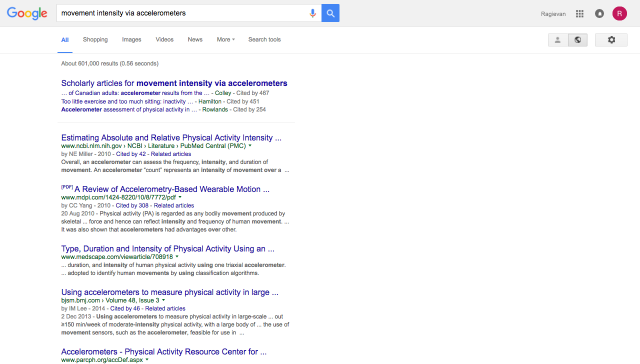 Google movement intensity via accelerometers Ragiavan R
All Shopping Images Videos News More Search tools
About 601,000 results (0.56 seconds)
Scholarly articles for movement intensity via accelerometers
... of Canadian adults: accelerometer results from the ... - Colley - Cited by 467
Too little exercise and too much sitting: inactivity ... - Hamilton - Cited by 451
Accelerometer assessment of physical activity in ... - Rowlands - Cited by 254
Estimating Absolute and Relative Physical Activity Intensity ...
www.ncbi.nlm.nih.gov › NCBI › Literature › PubMed Central (PMC)
by NE Miller - 2010 - Cited by 42 - Related articles
Overall, an accelerometer can assess the frequency, intensity, and duration of
movement. An accelerometer “count” represents an intensity of movement over a ...
[PDF] A Review of Accelerometry-Based Wearable Motion ...
www.mdpi.com/1424-8220/10/8/7772/pdf
by CC Yang - 2010 - Cited by 308 - Related articles
20 Aug 2010 - Physical activity (PA) is regarded as any bodily movement produced by
skeletal ... force and hence can reflect intensity and frequency of human movement. ...
It was also shown that accelerometers had advantages over other.
Type, Duration and Intensity of Physical Activity Using an ...
www.medscape.com/viewarticle/708918
... duration, and intensity of human physical activity using one triaxial accelerometer.
... adopted to identify human movements by using classification algorithms.
Using accelerometers to measure physical activity in large ...
bjsm.bmj.com › Volume 48, Issue 3
by IM Lee - 2014 - Cited by 46 - Related articles
2 Dec 2013 - Using accelerometers to measure physical activity in large-scale ... out
≥150 min/week of moderate-intensity physical activity, with a large body of ... the use of
movement sensors, such as the accelerometer, feasible for use in ...
Accelerometers - Physical Activity Resource Center for ...
www.parcph.org/accDef.aspx